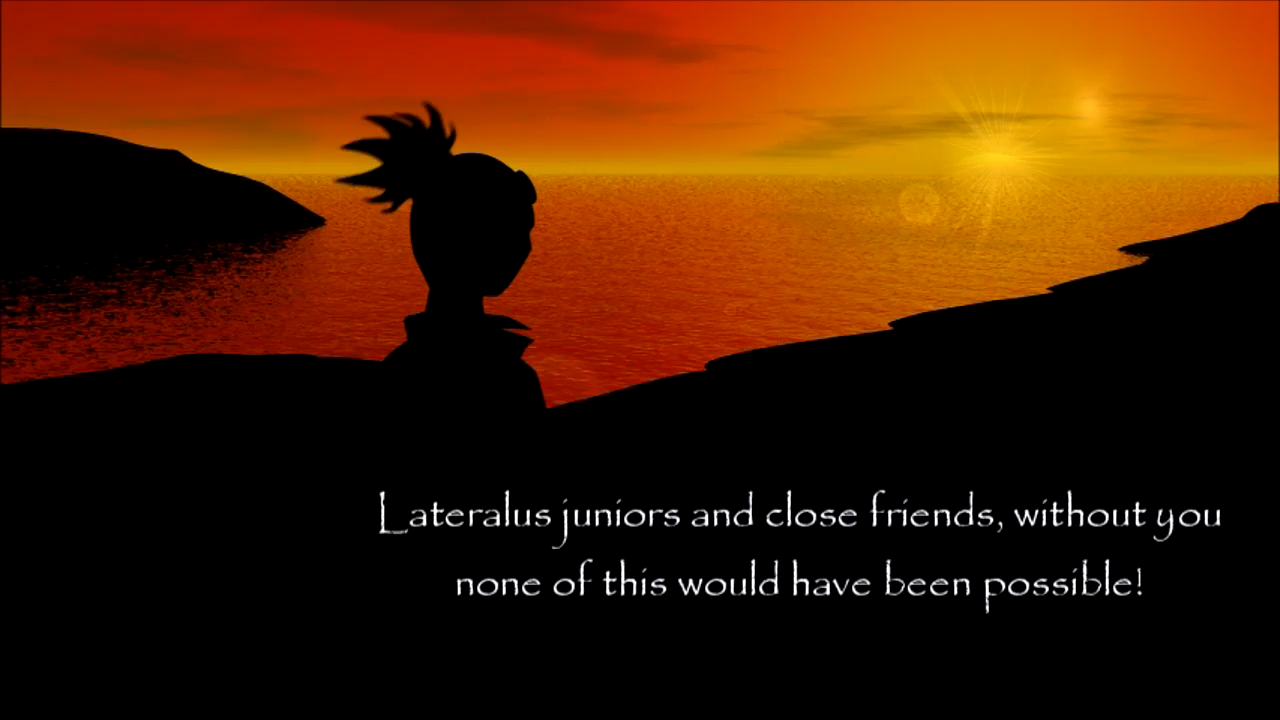 Lateralus juniors and close friends, without you
none of this would have been possible!